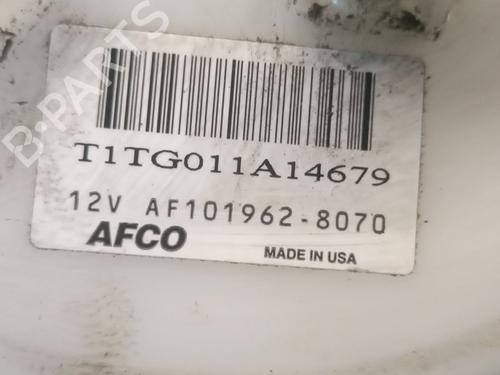 B-PARTS
T1TG011A14679
12V AF101962-8070
AFCO
MADE IN USA